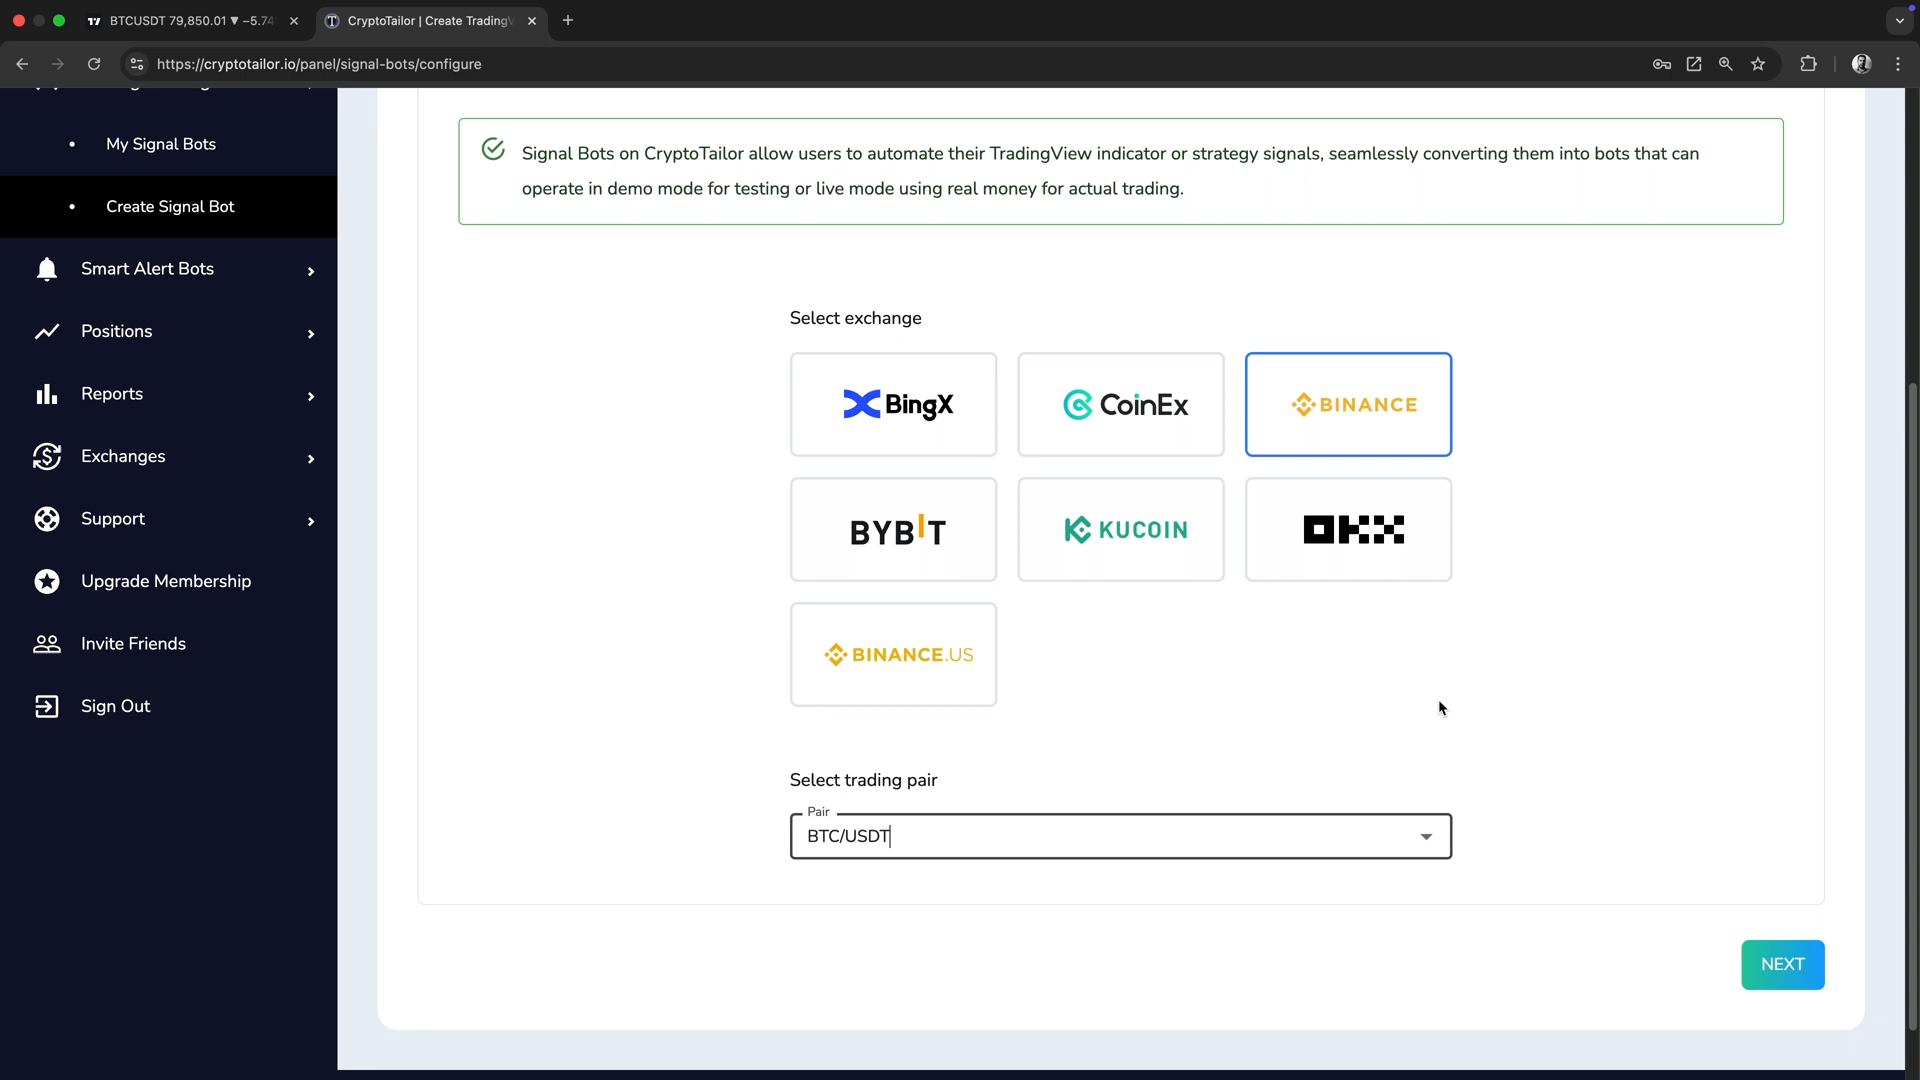 BTCUSDT 79,850.01 ▼ −5.74
CryptoTailor | Create TradingV
https://cryptotailor.io/panel/signal-bots/configure
My Signal Bots
Create Signal Bot
Smart Alert Bots
Positions
Reports
Exchanges
Support
Upgrade Membership
Invite Friends
Sign Out
Signal Bots on CryptoTailor allow users to automate their TradingView indicator or strategy signals, seamlessly converting them into bots that can
operate in demo mode for testing or live mode using real money for actual trading.
Select exchange
BingX
CoinEx
BINANCE
BYBIT
KUCOIN
OKX
BINANCE.US
Select trading pair
Pair
BTC/USDT
NEXT